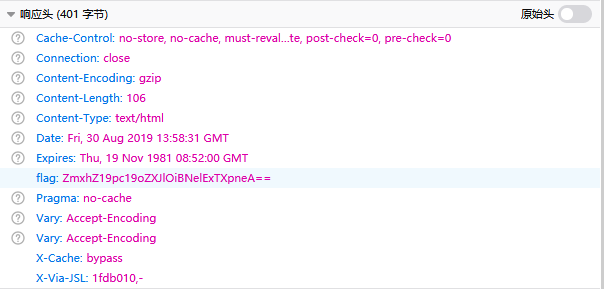 响应头 (401 字节)
原始头
Cache-Control: no-store, no-cache, must-reval...te, post-check=0, pre-check=0
Connection: close
Content-Encoding: gzip
Content-Length: 106
Content-Type: text/html
Date: Fri, 30 Aug 2019 13:58:31 GMT
Expires: Thu, 19 Nov 1981 08:52:00 GMT
flag: ZmxhZ19pc19oZXJlOiBNelExTXpneA==
Pragma: no-cache
Vary: Accept-Encoding
Vary: Accept-Encoding
X-Cache: bypass
X-Via-JSL: 1fdb010,-